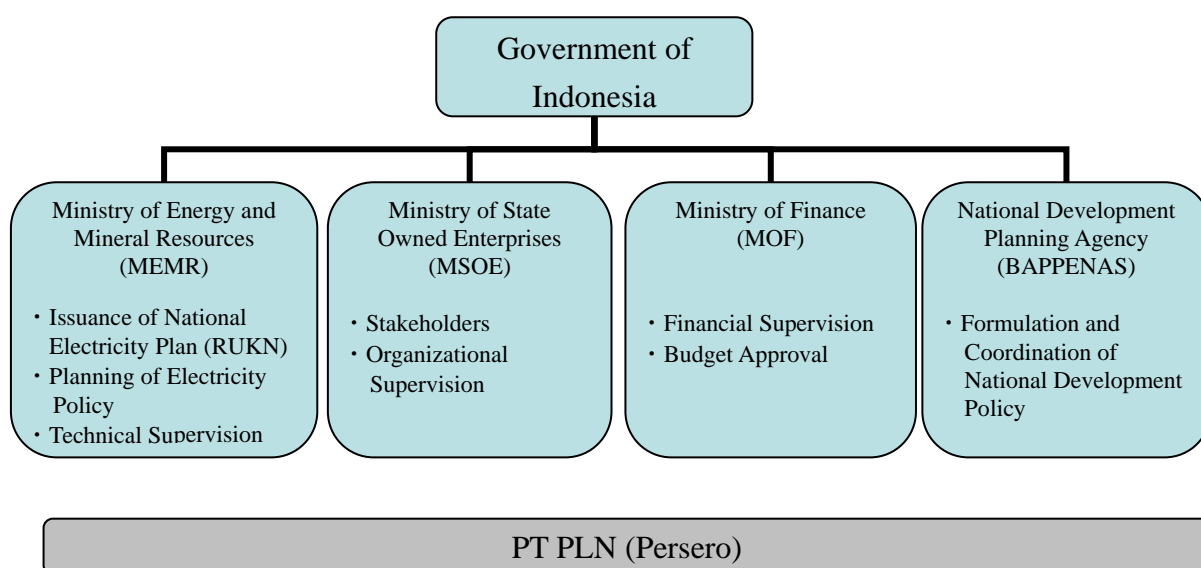 Government of
Indonesia
Ministry of Energy and
Mineral Resources
(MEMR)
・Issuance of National
Electricity Plan (RUKN)
・Planning of Electricity
Policy
・Technical Supervision
Ministry of State
Owned Enterprises
(MSOE)
・Stakeholders
・Organizational
Supervision
Ministry of Finance
(MOF)
・Financial Supervision
・Budget Approval
National Development
Planning Agency
(BAPPENAS)
・Formulation and
Coordination of
National Development
Policy
PT PLN (Persero)